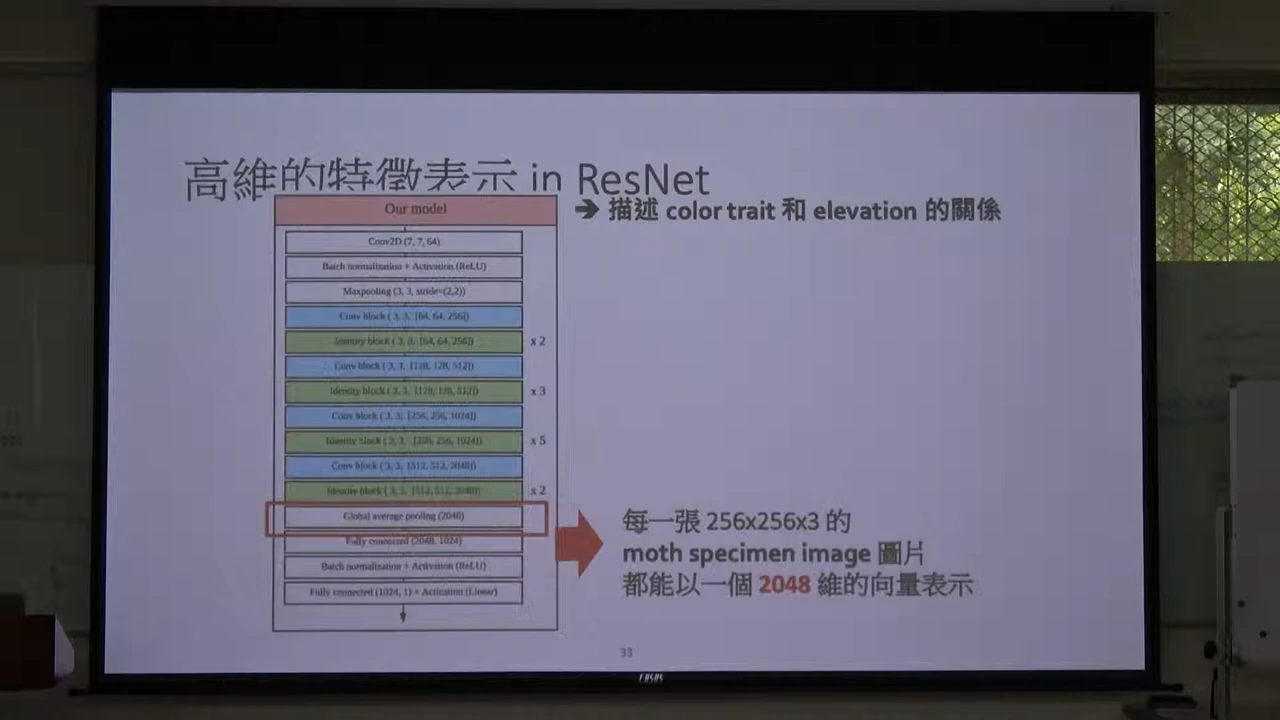 高維的特徵表示 in ResNet
→ 描述 color trait 和 elevation 的關係
Our model
Conv2D (7, 7, 64)
Batch normalization + Activation (ReLU)
Maxpooling (3, 3, stride=(2,2))
Conv block ( 3, 3, [64, 64, 256])
Identity block ( 3, 3, [64, 64, 256])
x 2
Conv block ( 3, 3, [128, 128, 512])
Identity block ( 3, 3, [128, 128, 512])
x 3
Conv block ( 3, 3, [256, 256, 1024])
Identity block ( 3, 3, [256, 256, 1024])
x 5
Conv block ( 3, 3, [512, 512, 2048])
Identity block ( 3, 3, [512, 512, 2048])
x 2
Global average pooling (2048)
Fully connected (2048, 1024)
Batch normalization + Activation (ReLU)
Fully connected (1024, 1) + Activation (Linear)
每一張 256x256x3 的
moth specimen image 圖片
都能以一個 2048 維的向量表示
33